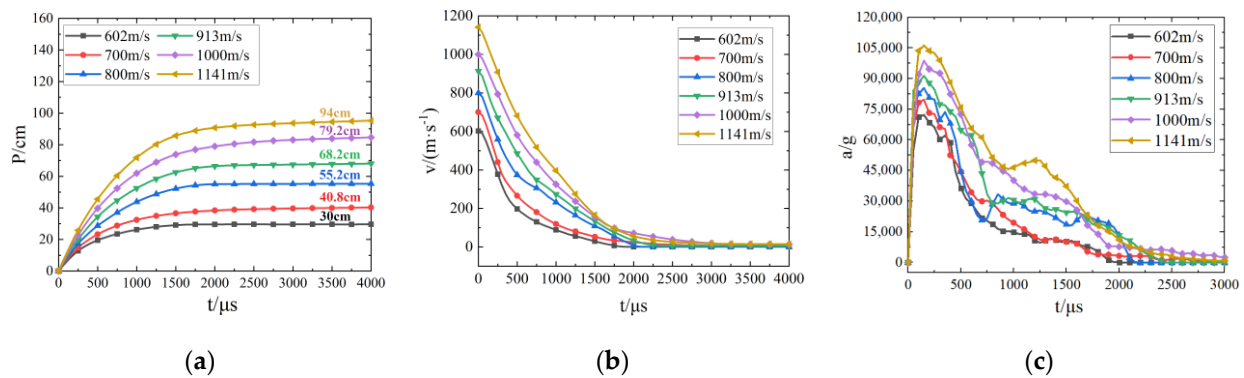 160
140
120
100
80
60
40
20
0
P/cm
602m/s
913m/s
700m/s
1000m/s
800m/s
1141m/s
94cm
79.2cm
68.2cm
55.2cm
40.8cm
30cm
0 500 1000 1500 2000 2500 3000 3500 4000
t/μs
(a)
1200
1000
800
600
400
200
0
v/(m·s⁻¹)
602m/s
700m/s
800m/s
913m/s
1000m/s
1141m/s
0 500 1000 1500 2000 2500 3000 3500 4000
t/μs
(b)
120,000
105,000
90,000
75,000
60,000
45,000
30,000
15,000
0
a/g
602m/s
700m/s
800m/s
913m/s
1000m/s
1141m/s
0 500 1000 1500 2000 2500 3000
t/μs
(c)